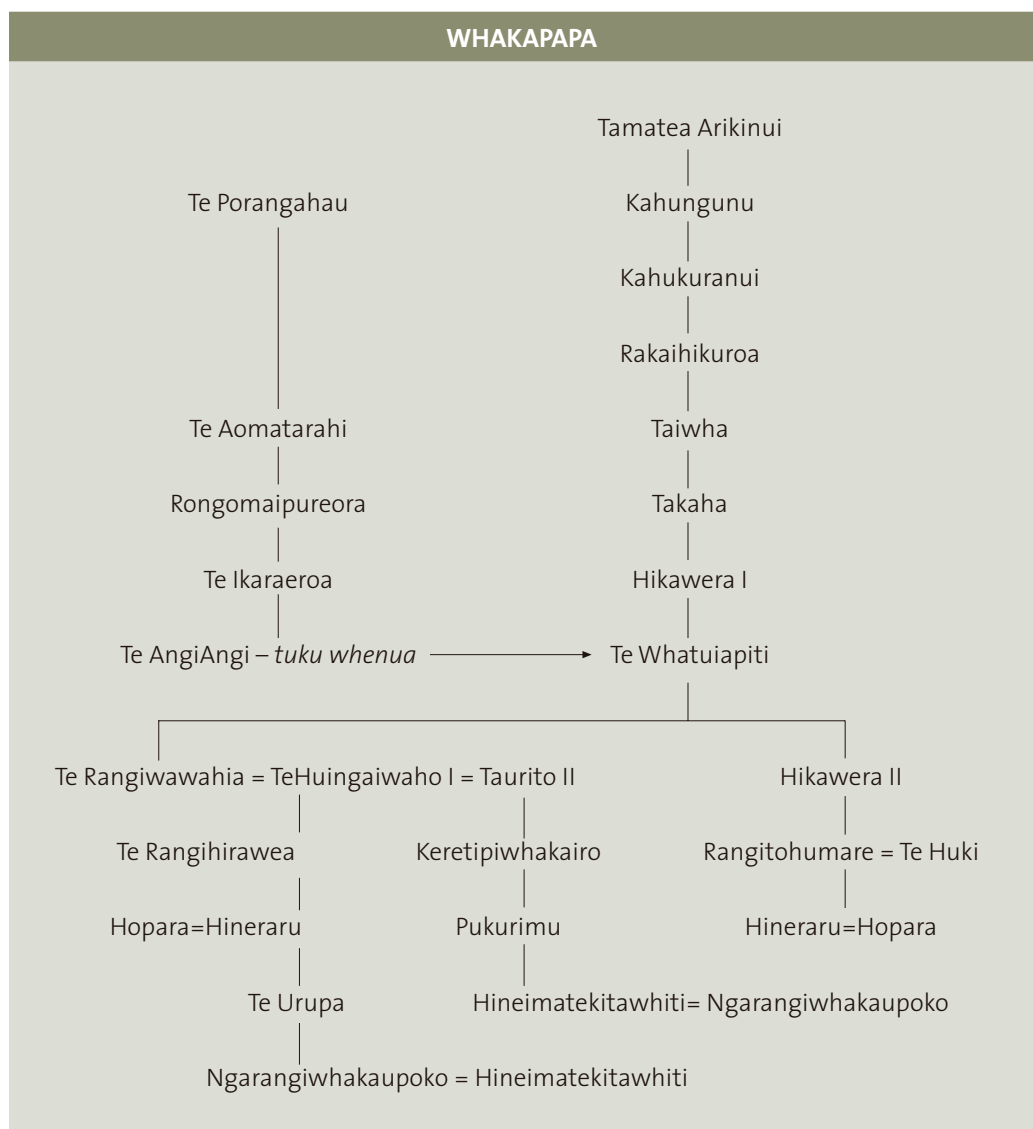 WHAKAPAPA
Tamatea Arikinui
Te Porangahau Kahungunu
Kahukuranui
Rakaihikuroa
Te Aomatarahi Taiwha
Rongomaipureora Takaha
Te Ikaraeroa Hikawera I
Te AngiAngi – tuku whenua Te Whatuiapiti
Te Rangiwawahia = TeHuingaiwaho I = Taurito II Hikawera II
Te Rangihirawea Keretipiwhakairo Rangitohumare = Te Huki
Hopara=Hineraru Pukurimu Hineraru=Hopara
Te Urupa Hineimatekitawhiti= Ngarangiwhakaupoko
Ngarangiwhakaupoko = Hineimatekitawhiti